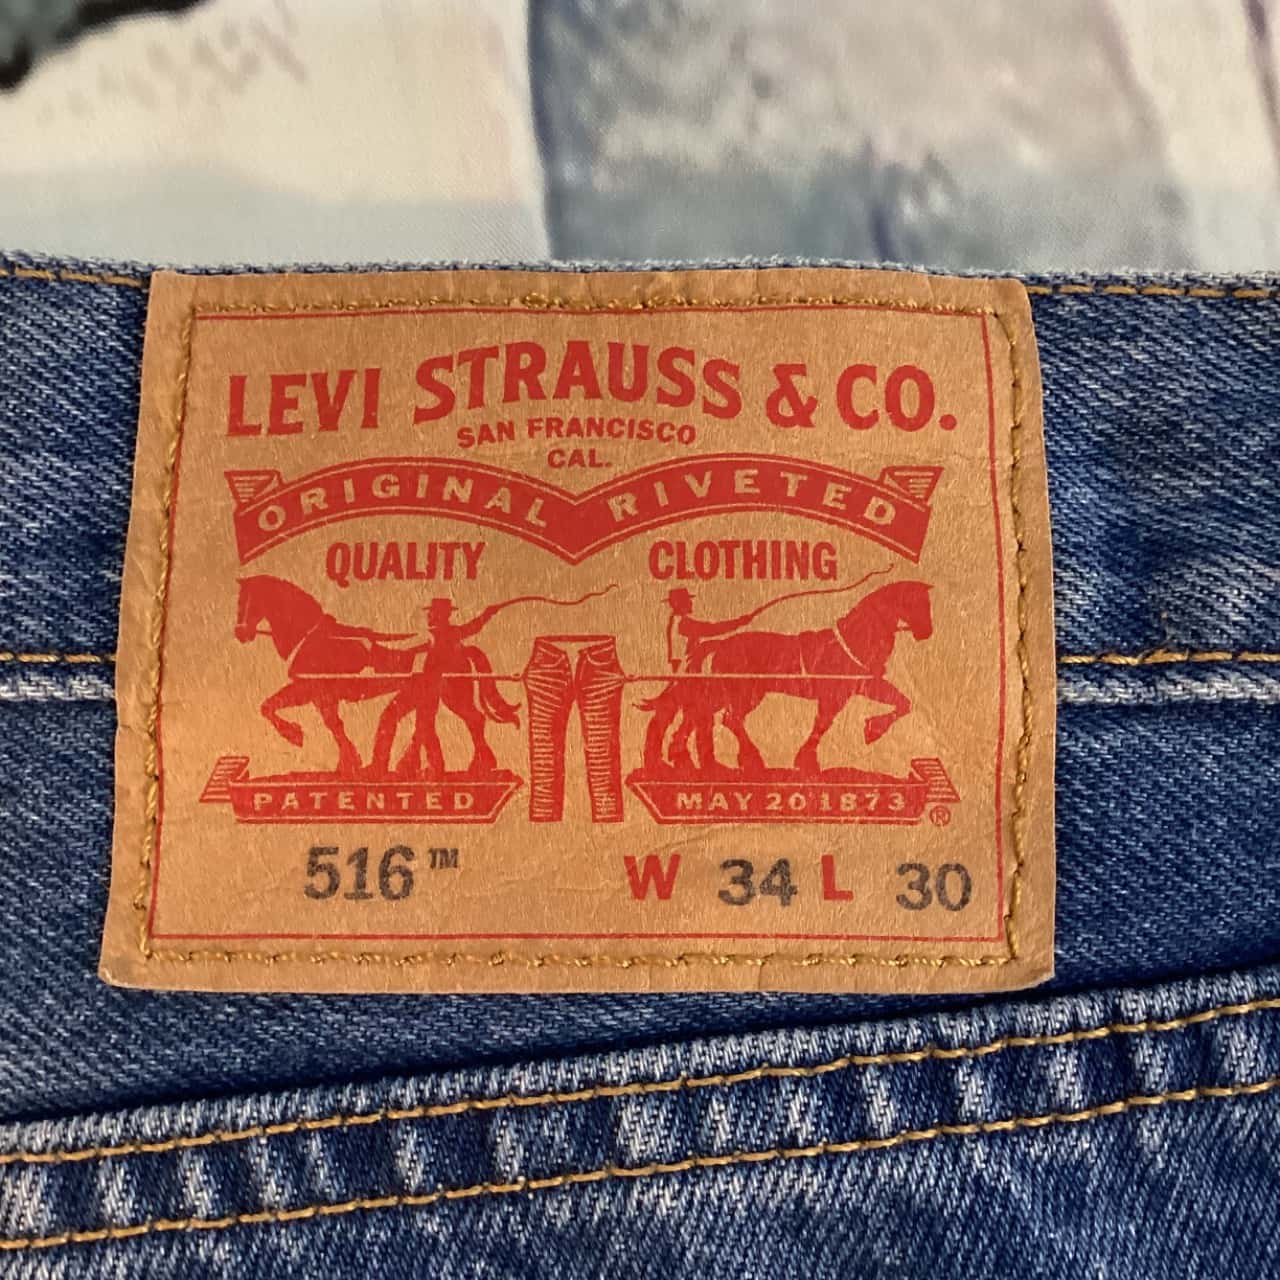 LEVI STRAUSS & CO.
SAN FRANCISCO
CAL.
ORIGINAL RIVETED
QUALITY CLOTHING
PATENTED MAY 20 1873 ®
516™ W 34 L 30